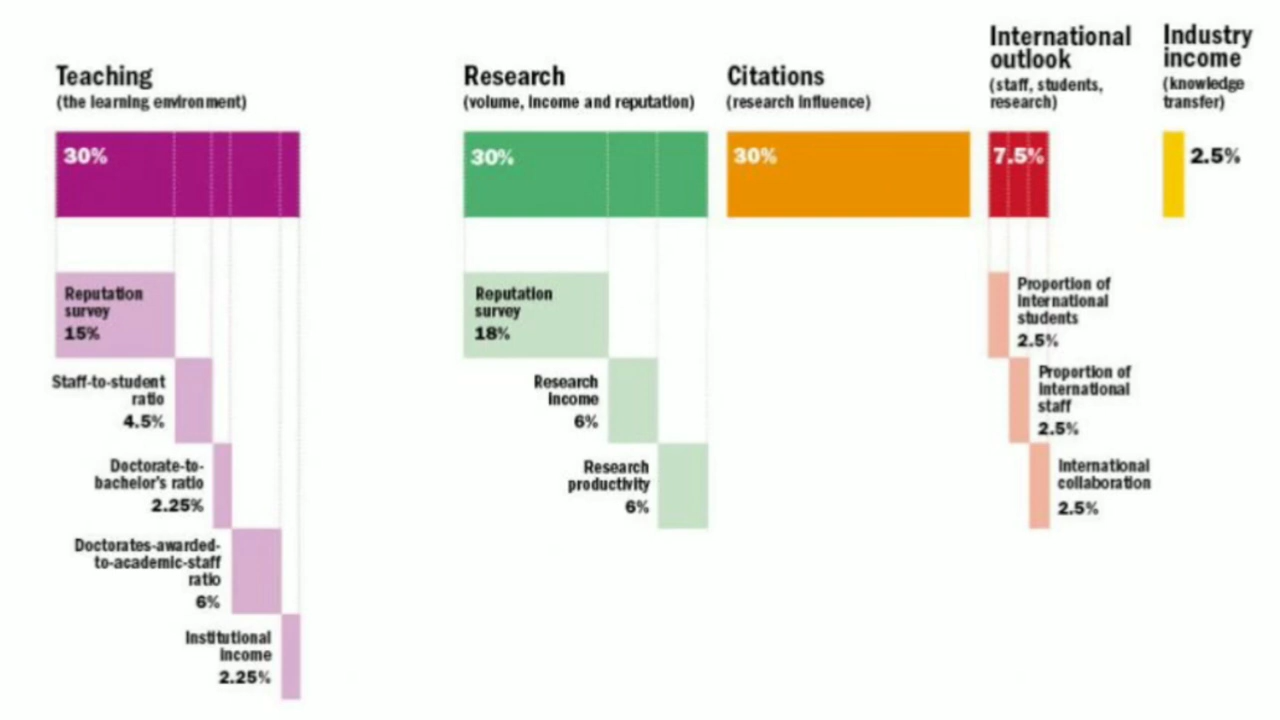 Teaching
(the learning environment)
30%
Reputation
survey
15%
Staff-to-student
ratio
4.5%
Doctorate-to-
bachelor's ratio
2.25%
Doctorates-awarded-
to-academic-staff
ratio
6%
Institutional
income
2.25%
Research
(volume, income and reputation)
30%
Reputation
survey
18%
Research
income
6%
Research
productivity
6%
Citations
(research influence)
30%
International
outlook
(staff, students,
research)
7.5%
Proportion of
international
students
2.5%
Proportion of
international
staff
2.5%
International
collaboration
2.5%
Industry
income
(knowledge
transfer)
2.5%